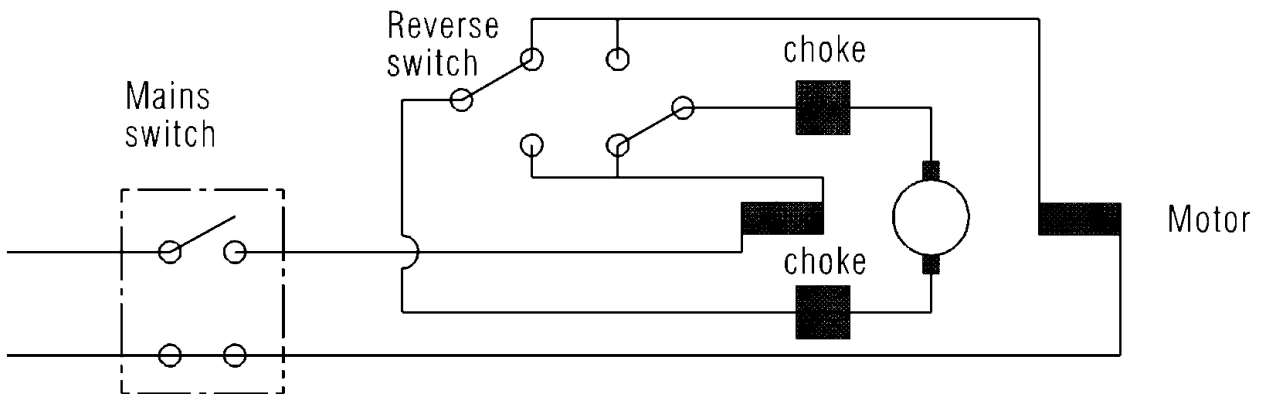 Reverse
switch
choke
Mains
switch
Motor
choke